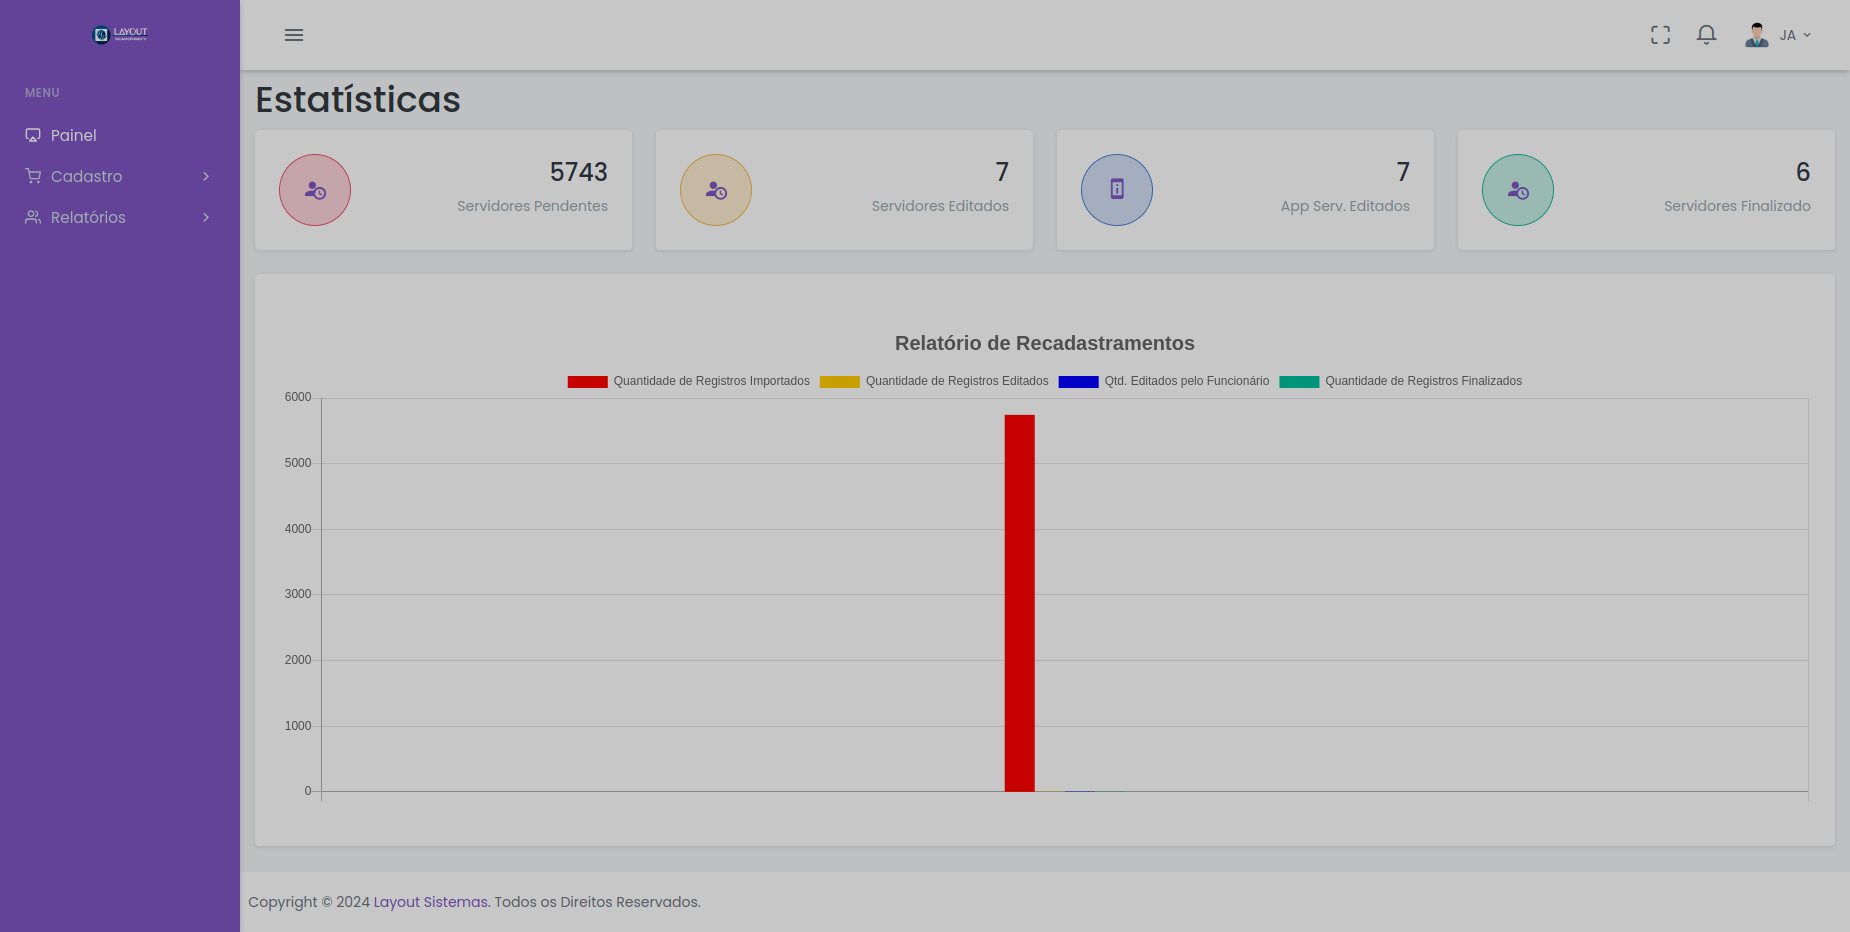 LAYOUT
MENU
Painel
Cadastro
Relatórios
JA
Estatísticas
5743
Servidores Pendentes
7
Servidores Editados
7
App Serv. Editados
6
Servidores Finalizado
Relatório de Recadastramentos
Quantidade de Registros Importados Quantidade de Registros Editados Qtd. Editados pelo Funcionário Quantidade de Registros Finalizados
6000
5000
4000
3000
2000
1000
0
Copyright © 2024 Layout Sistemas. Todos os Direitos Reservados.